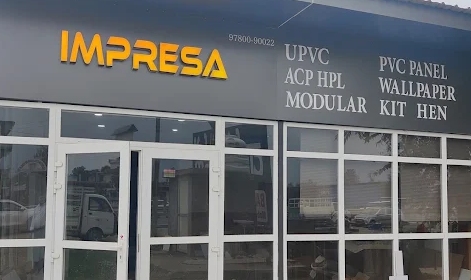 IMPRESA
97800-90022
UPVC PVC PANEL
ACP HPL WALLPAPER
MODULAR KIT HEN